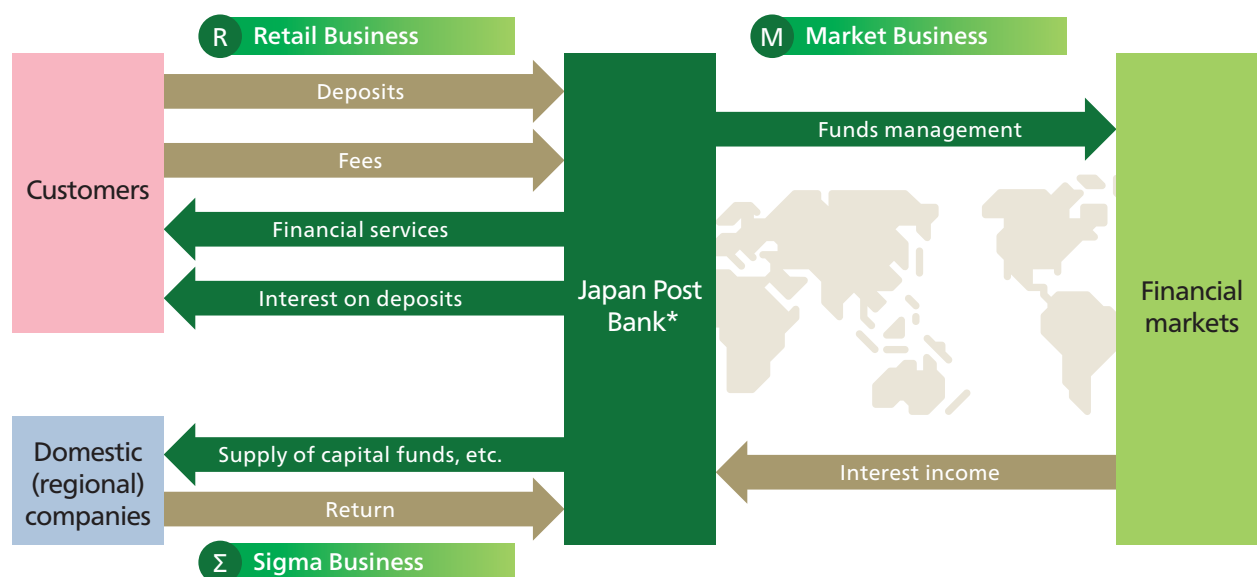 R Retail Business
M Market Business
Deposits
Fees
Customers
Financial services
Interest on deposits
Japan Post
Bank*
Funds management
Financial
markets
Domestic
(regional)
companies
Supply of capital funds, etc.
Return
Interest income
Σ Sigma Business